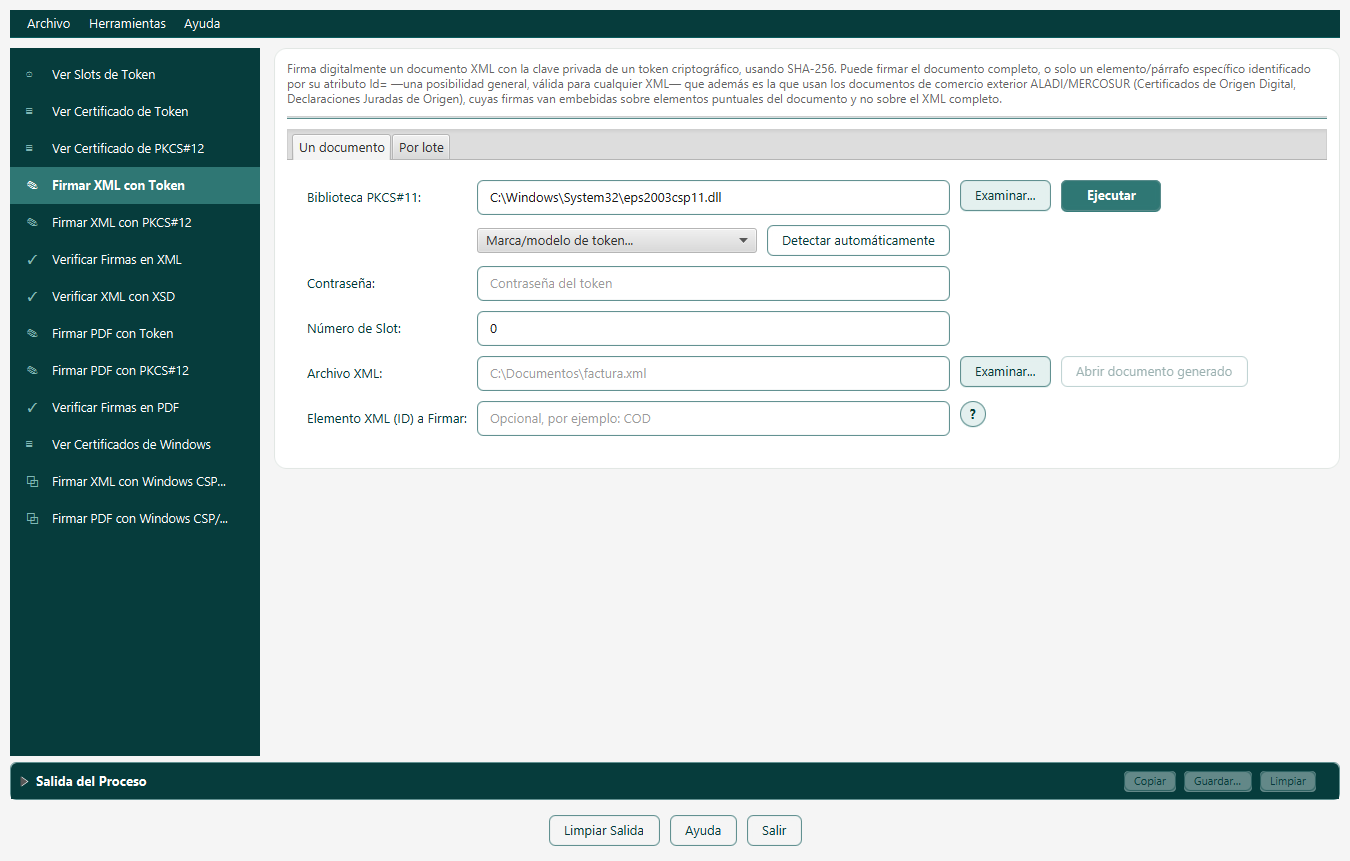 Archivo Herramientas Ayuda
Ver Slots de Token
Ver Certificado de Token
Ver Certificado de PKCS#12
Firmar XML con Token
Firmar XML con PKCS#12
Verificar Firmas en XML
Verificar XML con XSD
Firmar PDF con Token
Firmar PDF con PKCS#12
Verificar Firmas en PDF
Ver Certificados de Windows
Firmar XML con Windows CSP...
Firmar PDF con Windows CSP/...
Firma digitalmente un documento XML con la clave privada de un token criptográfico, usando SHA-256. Puede firmar el documento completo, o solo un elemento/párrafo específico identificado
por su atributo Id= —una posibilidad general, válida para cualquier XML— que además es la que usan los documentos de comercio exterior ALADI/MERCOSUR (Certificados de Origen Digital,
Declaraciones Juradas de Origen), cuyas firmas van embebidas sobre elementos puntuales del documento y no sobre el XML completo.
Un documento Por lote
Biblioteca PKCS#11: C:\Windows\System32\eps2003csp11.dll Examinar... Ejecutar
Marca/modelo de token... Detectar automáticamente
Contraseña: Contraseña del token
Número de Slot: 0
Archivo XML: C:\Documentos\factura.xml Examinar... Abrir documento generado
Elemento XML (ID) a Firmar: Opcional, por ejemplo: COD ?
Salida del Proceso Copiar Guardar... Limpiar
Limpiar Salida Ayuda Salir